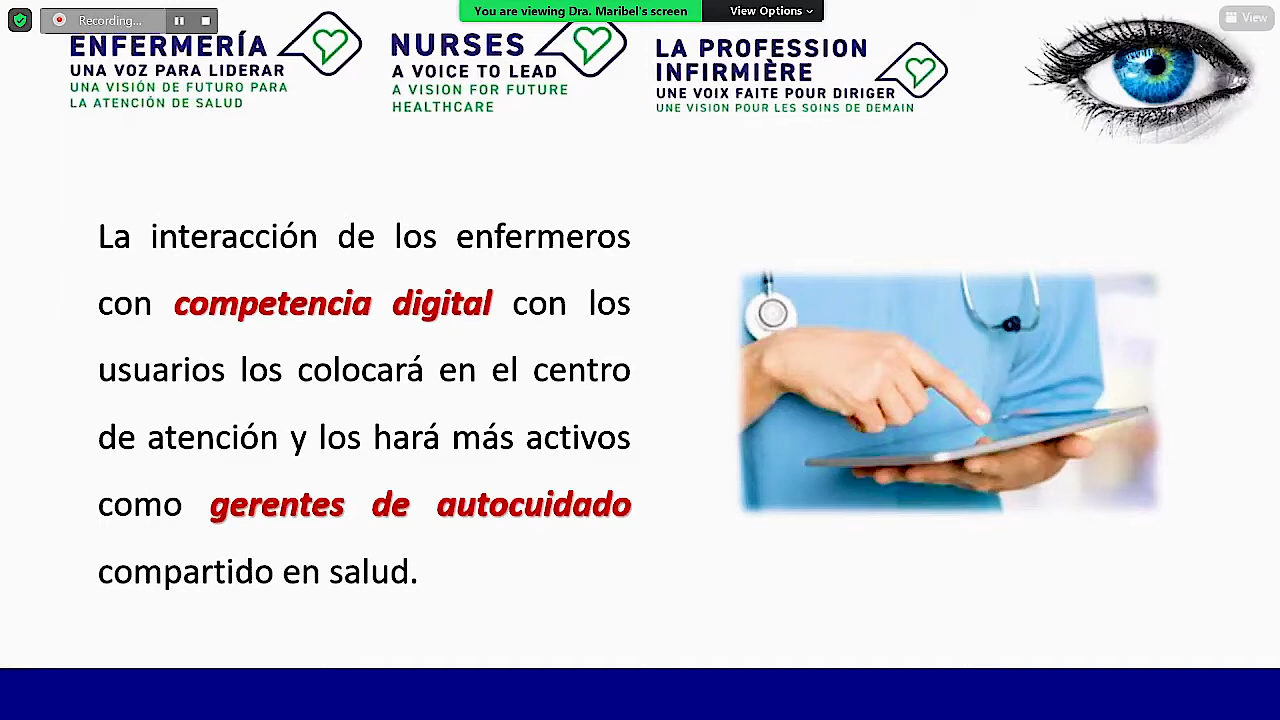 Recording...
You are viewing Dra. Maribel's screen
View Options
View
ENFERMERÍA
UNA VOZ PARA LIDERAR
UNA VISIÓN DE FUTURO PARA
LA ATENCIÓN DE SALUD
NURSES
A VOICE TO LEAD
A VISION FOR FUTURE
HEALTHCARE
LA PROFESSION
INFIRMIÈRE
UNE VOIX FAITE POUR DIRIGER
UNE VISION POUR LES SOINS DE DEMAIN
La interacción de los enfermeros
con competencia digital con los
usuarios los colocará en el centro
de atención y los hará más activos
como gerentes de autocuidado
compartido en salud.